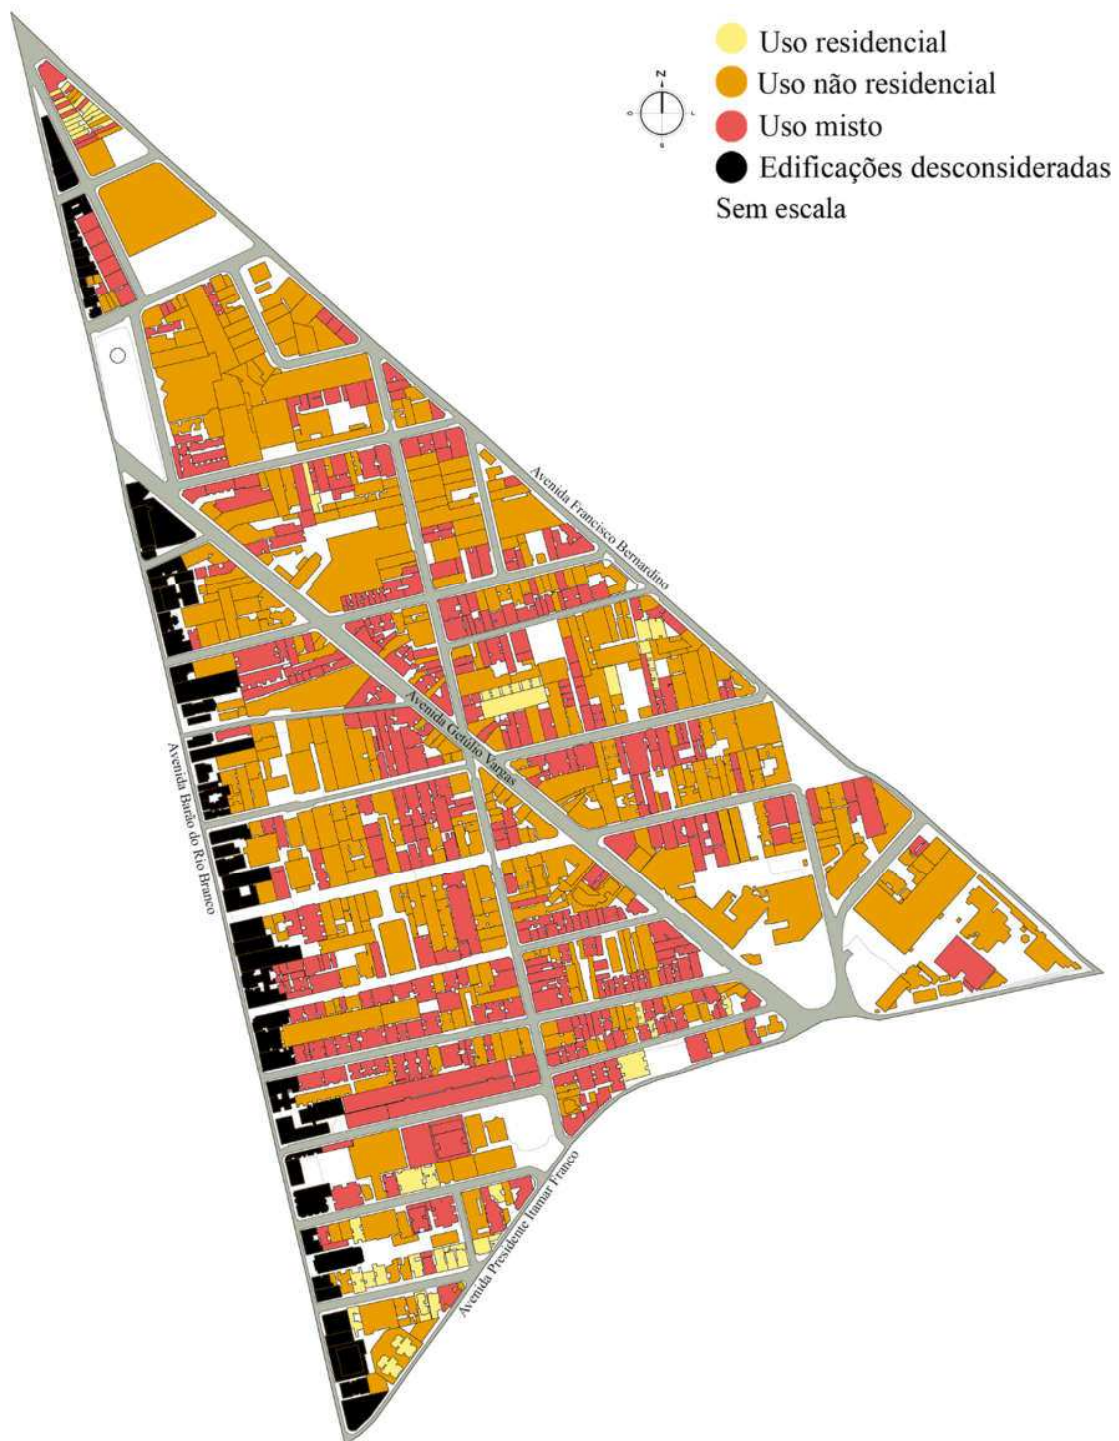 Uso residencial
N
Uso não residencial
O
L
Uso misto
S
Edificações desconsideradas
Sem escala
Avenida Francisco Bernardino
Avenida Getúlio Vargas
Avenida Barão do Rio Branco
Avenida Presidente Itamar Franco